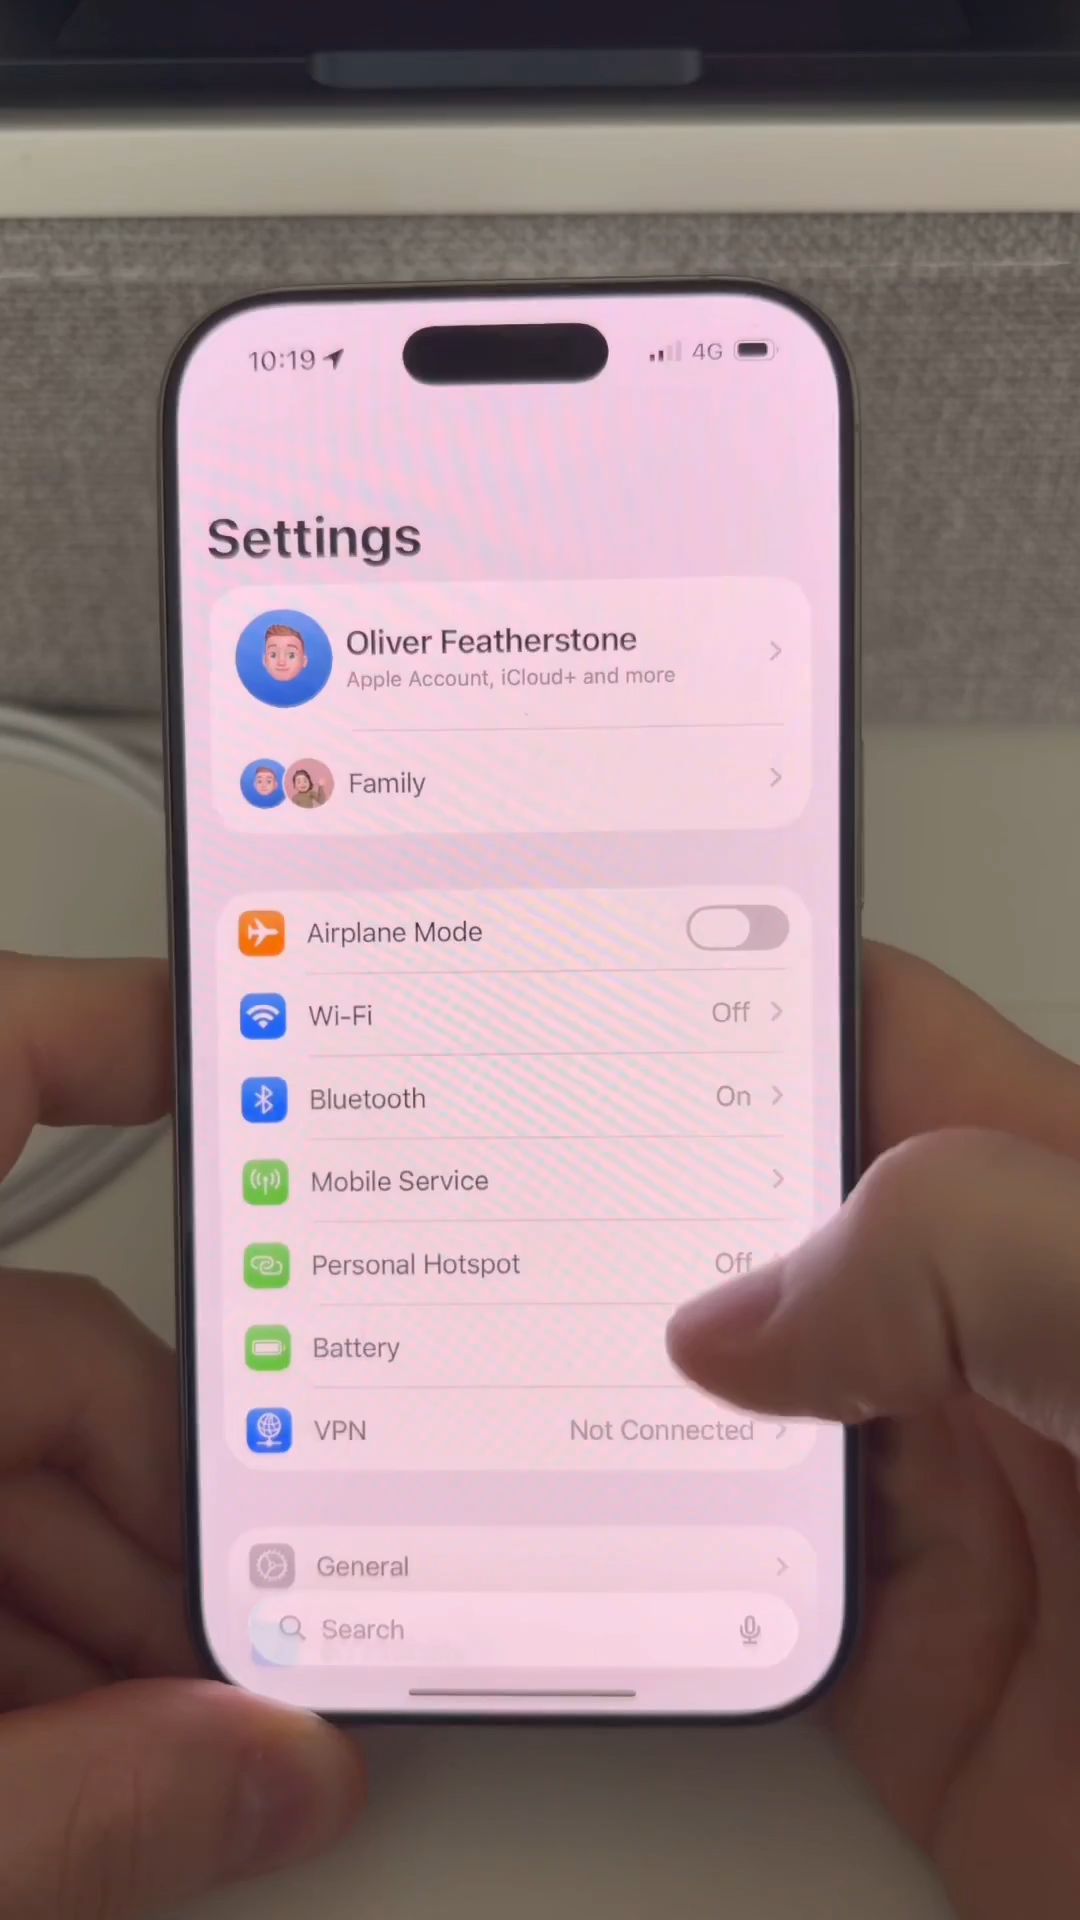 10:19
4G
Settings
Oliver Featherstone
Apple Account, iCloud+ and more
Family
Airplane Mode
Wi-Fi Off
Bluetooth On
Mobile Service
Personal Hotspot Off
Battery
VPN Not Connected
General
Search